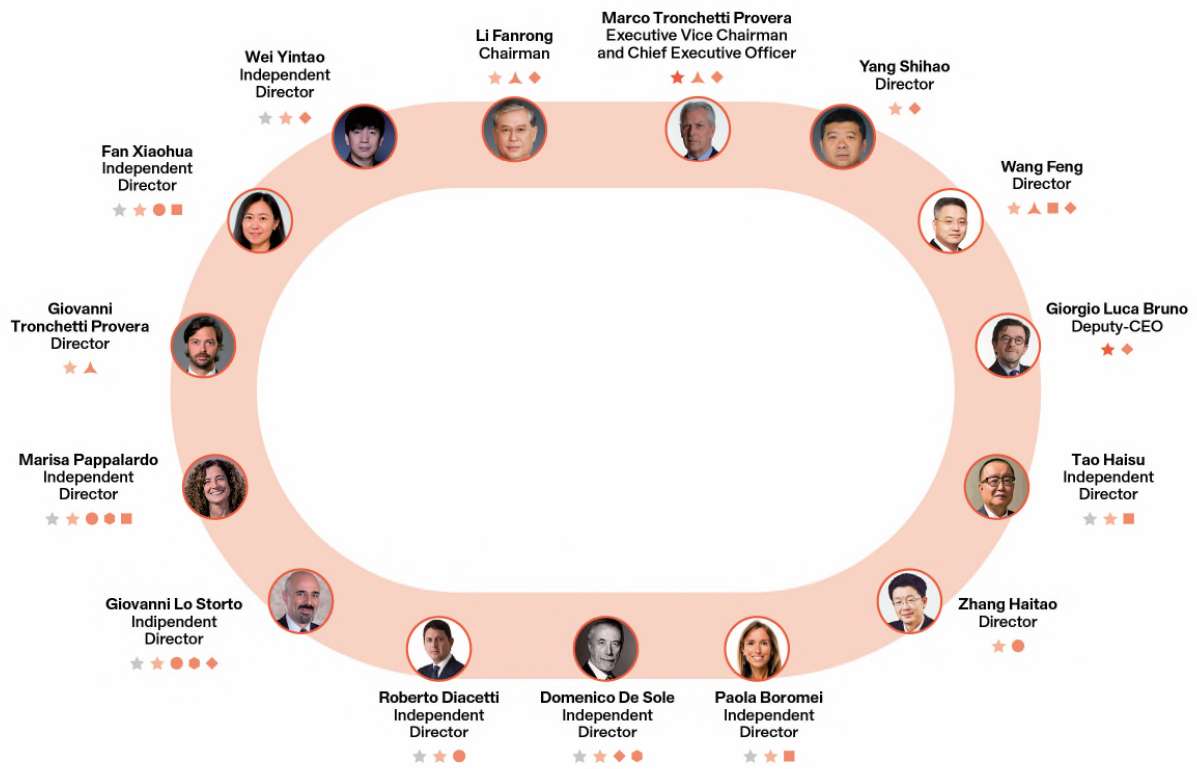 Marco Tronchetti Provera
Executive Vice Chairman
and Chief Executive Officer
Li Fanrong
Chairman
Wei Yintao
Independent
Director
Yang Shihao
Director
Fan Xiaohua
Independent
Director
Wang Feng
Director
Giovanni
Tronchetti Provera
Director
Giorgio Luca Bruno
Deputy-CEO
Marisa Pappalardo
Independent
Director
Tao Haisu
Independent
Director
Giovanni Lo Storto
Indipendent
Director
Zhang Haitao
Director
Roberto Diacetti
Independent
Director
Domenico De Sole
Independent
Director
Paola Boromei
Independent
Director